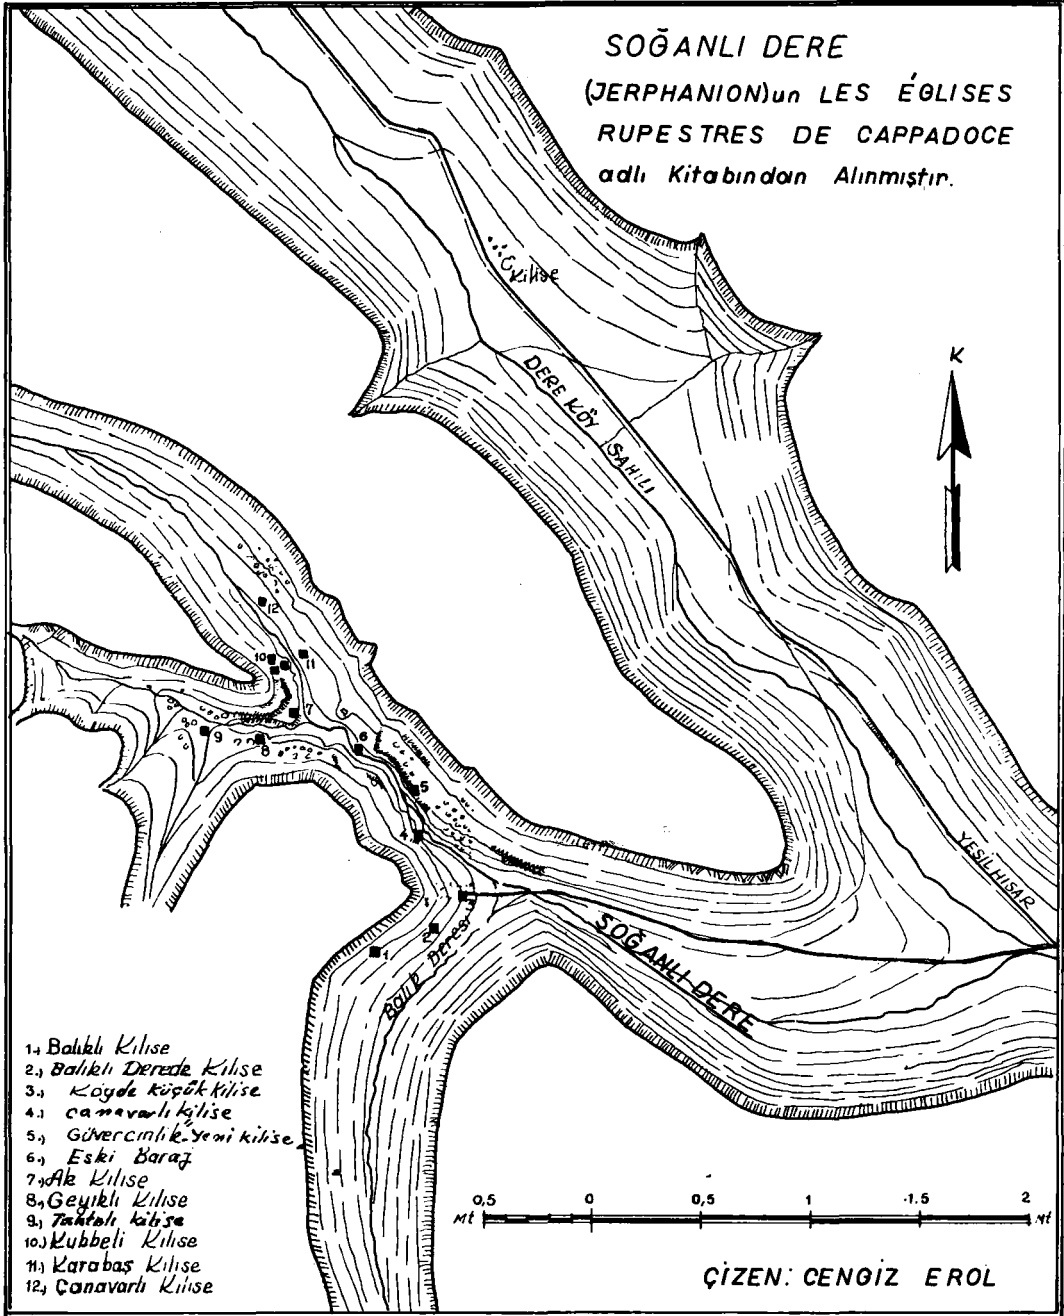 SOĞANLI DERE
(JERPHANION)un LES ÉGLISES
RUPESTRES DE CAPPADOCE
adlı Kitabından Alınmıştır.
Kilise
K
DERE KÖY SAHILI
12
10
11
7
9
8
6
5
4
YEŞİLHİSAR
SOĞANLI DERE
2
1
Balık Deresi
1.) Balıklı Kilise
2.) Balıklı Derede Kilise
3.) Köyde Küçük Kilise
4.) Canavarlı Kilise
5.) Güvercinlik "Yeni Kilise"
6.) Eski Baraj
7.) Ak Kilise
8.) Geyikli Kilise
9.) Tahtalı Kilise
10.) Kubbeli Kilise
11.) Karabaş Kilise
12.) Canavarlı Kilise
0,5 0 0,5 1 1.5 2
Mt Mt
ÇİZEN: CENGİZ EROL